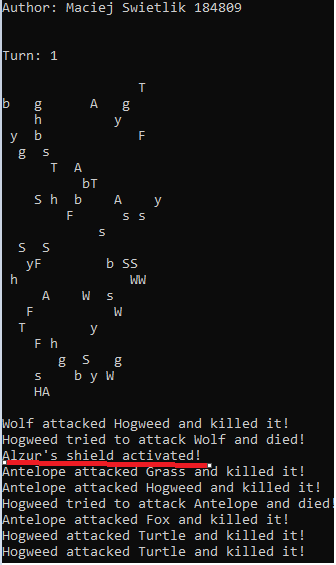 Author: Maciej Swietlik 184809
Turn: 1
T
b g A g
h y
y b F
g s
T A
bT
S h b A y
F s s
s
S S
yF b SS
h WW
A W s
F W
T y
F h
g S g
s b y W
HA
Wolf attacked Hogweed and killed it!
Hogweed tried to attack Wolf and died!
Alzur's shield activated!
Antelope attacked Grass and killed it!
Antelope attacked Hogweed and killed it!
Hogweed tried to attack Antelope and died!
Antelope attacked Fox and killed it!
Hogweed attacked Turtle and killed it!
Hogweed attacked Turtle and killed it!